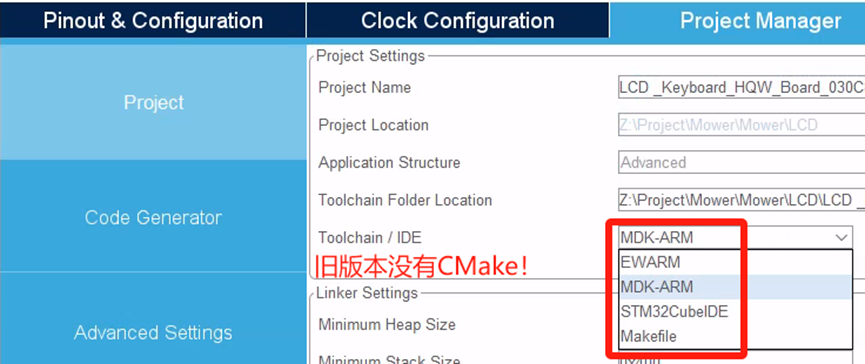 Pinout & Configuration
Clock Configuration
Project Manager
Project
Code Generator
Advanced Settings
Project Settings
Project Name
LCD _Keyboard_HQW_Board_030C
Project Location
Z:\Project\Mower\Mower\LCD
Application Structure
Advanced
Toolchain Folder Location
Z:\Project\Mower\Mower\LCD\LCD _
Toolchain / IDE
MDK-ARM
EWARM
MDK-ARM
STM32CubeIDE
Makefile
旧版本没有CMake!
Linker Settings
Minimum Heap Size
Minimum Stack Size